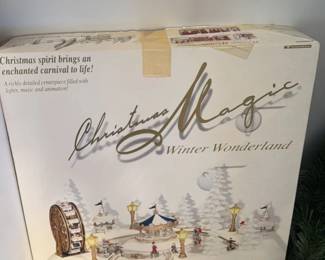 Christmas spirit brings an
enchanted carnival to life!
A richly detailed centerpiece filled with
lights, music and animation!
Christmas Magic
Winter Wonderland